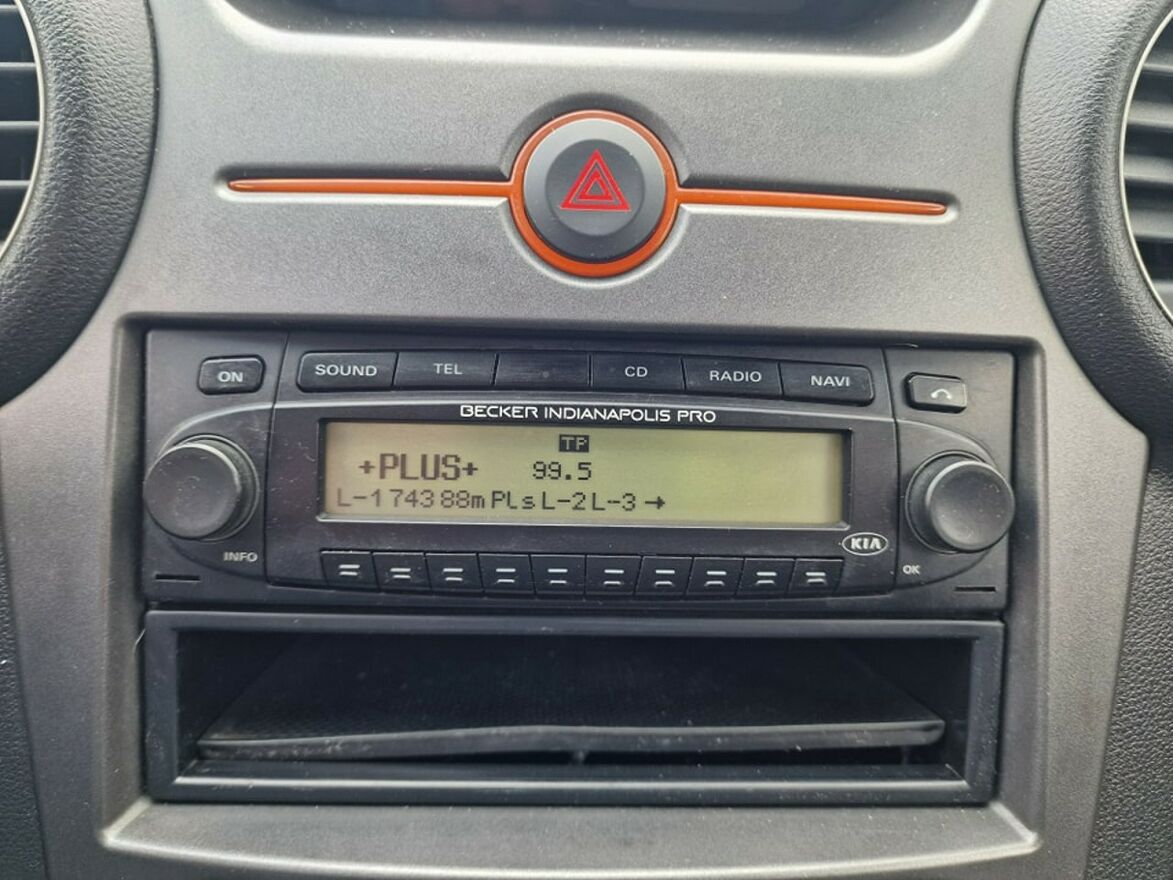 ON SOUND TEL CD RADIO NAVI
BECKER INDIANAPOLIS PRO
TP
+PLUS+ 99.5
L-1 743 88m PLs L-2 L-3 →
KIA
INFO
OK